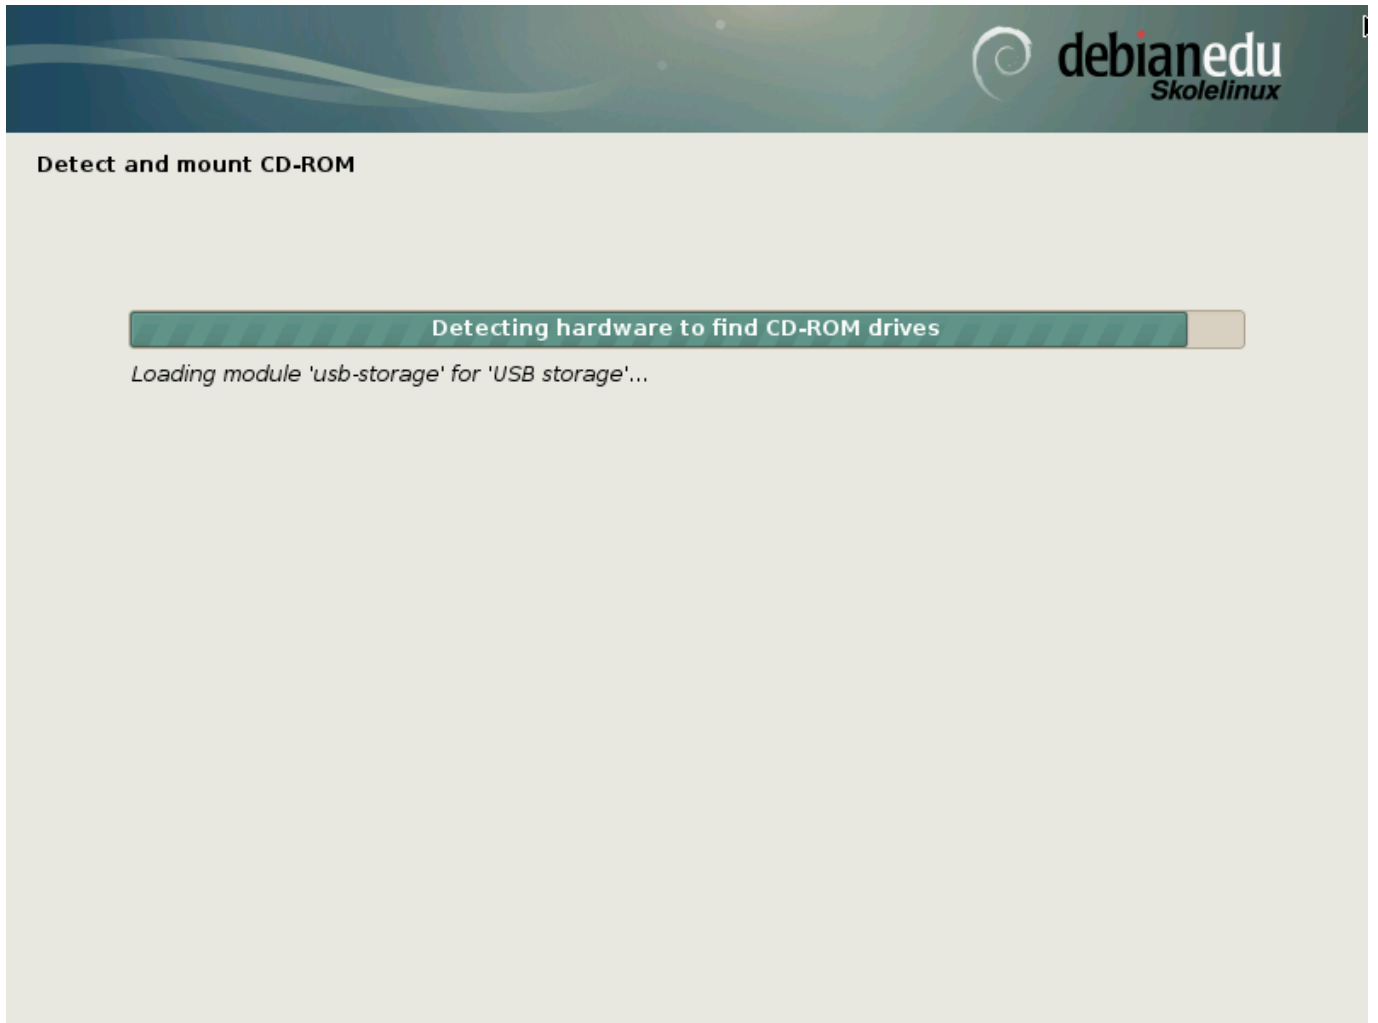 debianedu
Skolelinux
Detect and mount CD-ROM
Detecting hardware to find CD-ROM drives
Loading module 'usb-storage' for 'USB storage'...